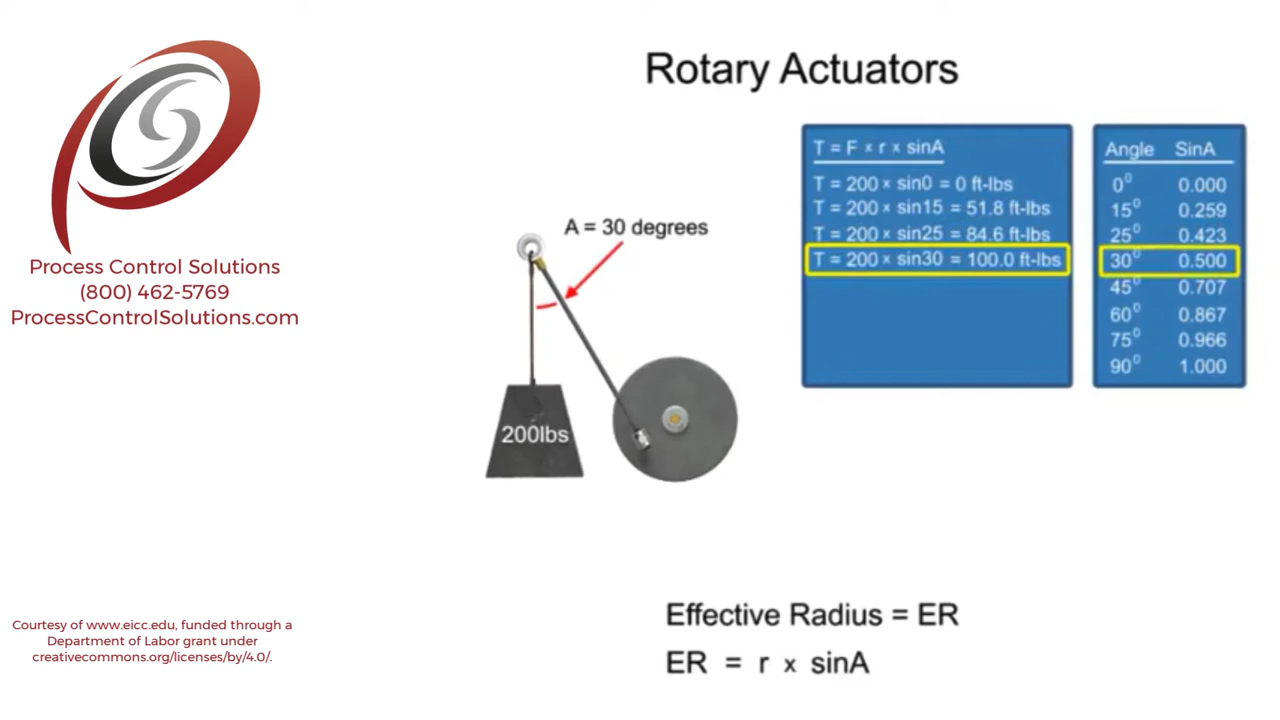 Rotary Actuators
Process Control Solutions
(800) 462-5769
ProcessControlSolutions.com
A = 30 degrees
200lbs
T = F × r × sinA
T = 200 × sin0 = 0 ft-lbs
T = 200 × sin15 = 51.8 ft-lbs
T = 200 × sin25 = 84.6 ft-lbs
T = 200 × sin30 = 100.0 ft-lbs
Angle SinA
0⁰ 0.000
15⁰ 0.259
25⁰ 0.423
30⁰ 0.500
45⁰ 0.707
60⁰ 0.867
75⁰ 0.966
90⁰ 1.000
Effective Radius = ER
ER = r × sinA
Courtesy of www.eicc.edu, funded through a
Department of Labor grant under
creativecommons.org/licenses/by/4.0/.